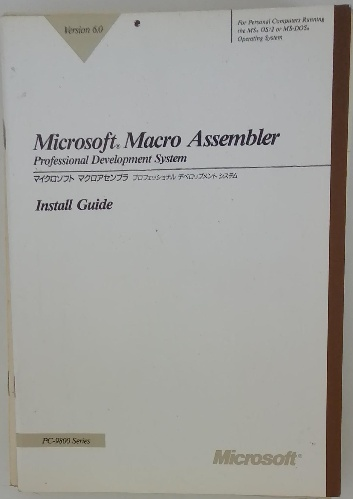 Version 6.0
For Personal Computers Running
the MS® OS/2 or MS-DOS®
Operating System
Microsoft® Macro Assembler
Professional Development System
マイクロソフト マクロアセンブラ プロフェッショナル デベロップメント システム
Install Guide
PC-9800 Series
Microsoft®